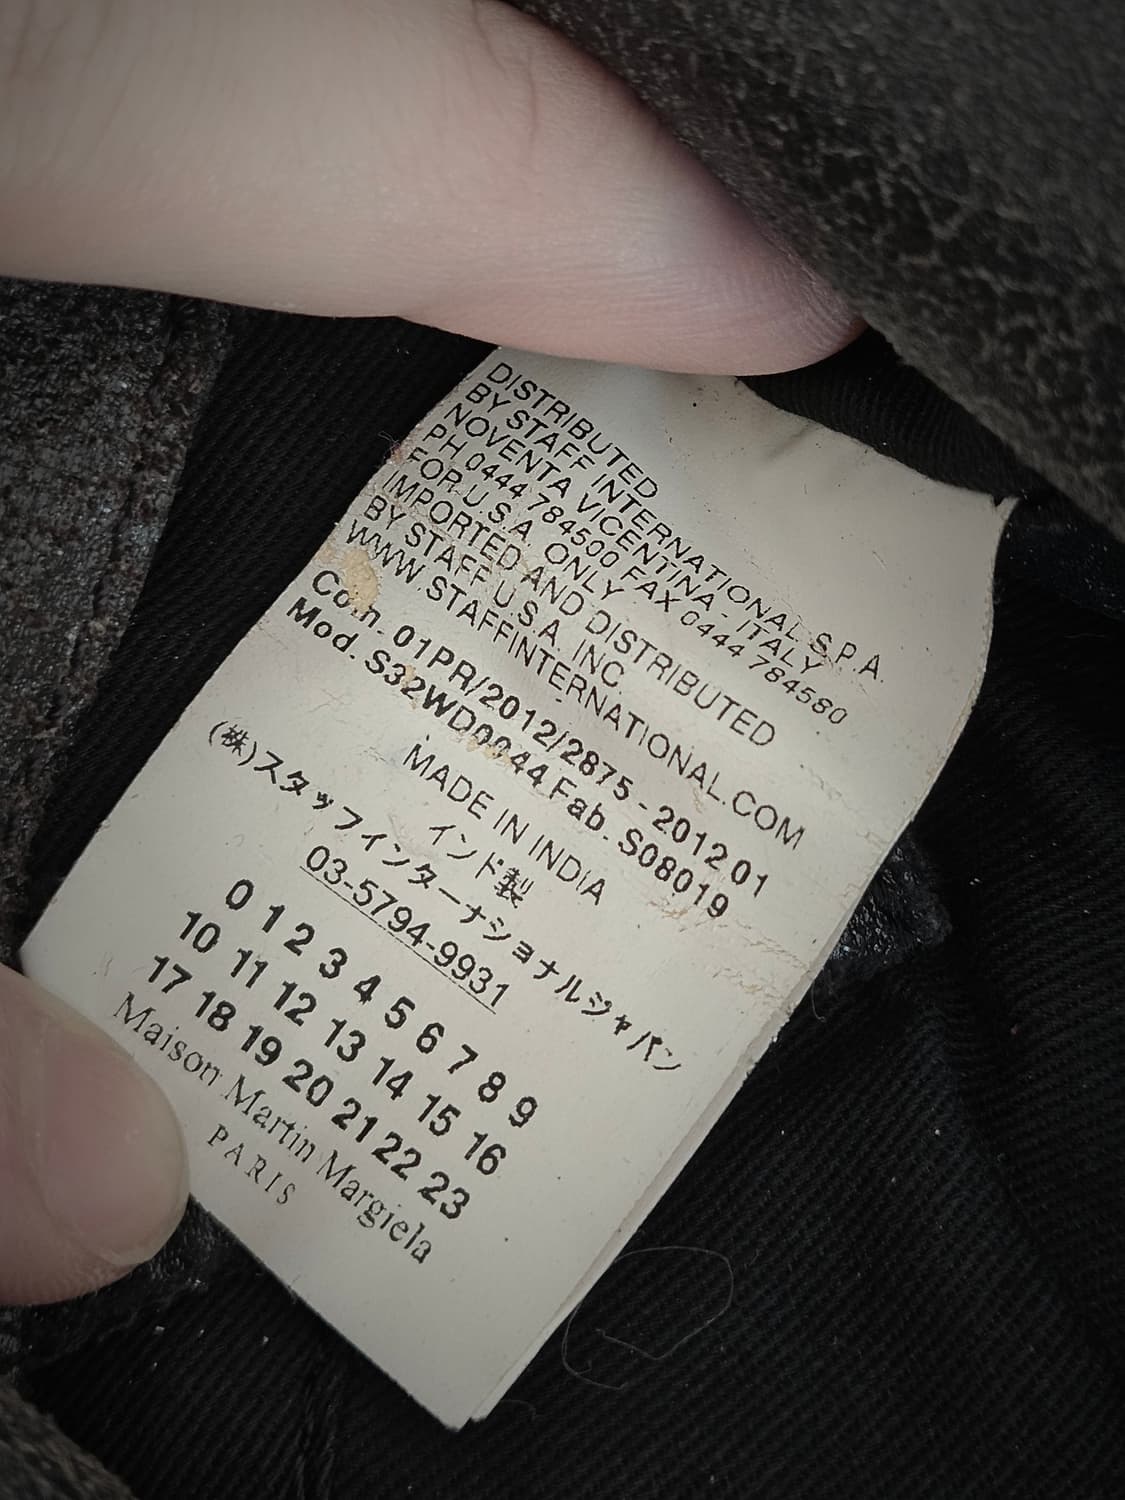 DISTRIBUTED
BY STAFF INTERNATIONAL S.P.A.
NOVENTA VICENTINA - ITALY
PH 0444 784500 FAX 0444 784580
FOR U.S.A. ONLY
IMPORTED AND DISTRIBUTED
BY STAFF U.S.A. INC.
WWW.STAFFINTERNATIONAL.COM
Com. 01PR/2012/2875 - 2012 01
Mod. S32WD0044 Fab. S08019
MADE IN INDIA
インド製
(株)スタッフインターナショナルジャパン
03-5794-9931
0 1 2 3 4 5 6 7 8 9
10 11 12 13 14 15 16
17 18 19 20 21 22 23
Maison Martin Margiela
PARIS